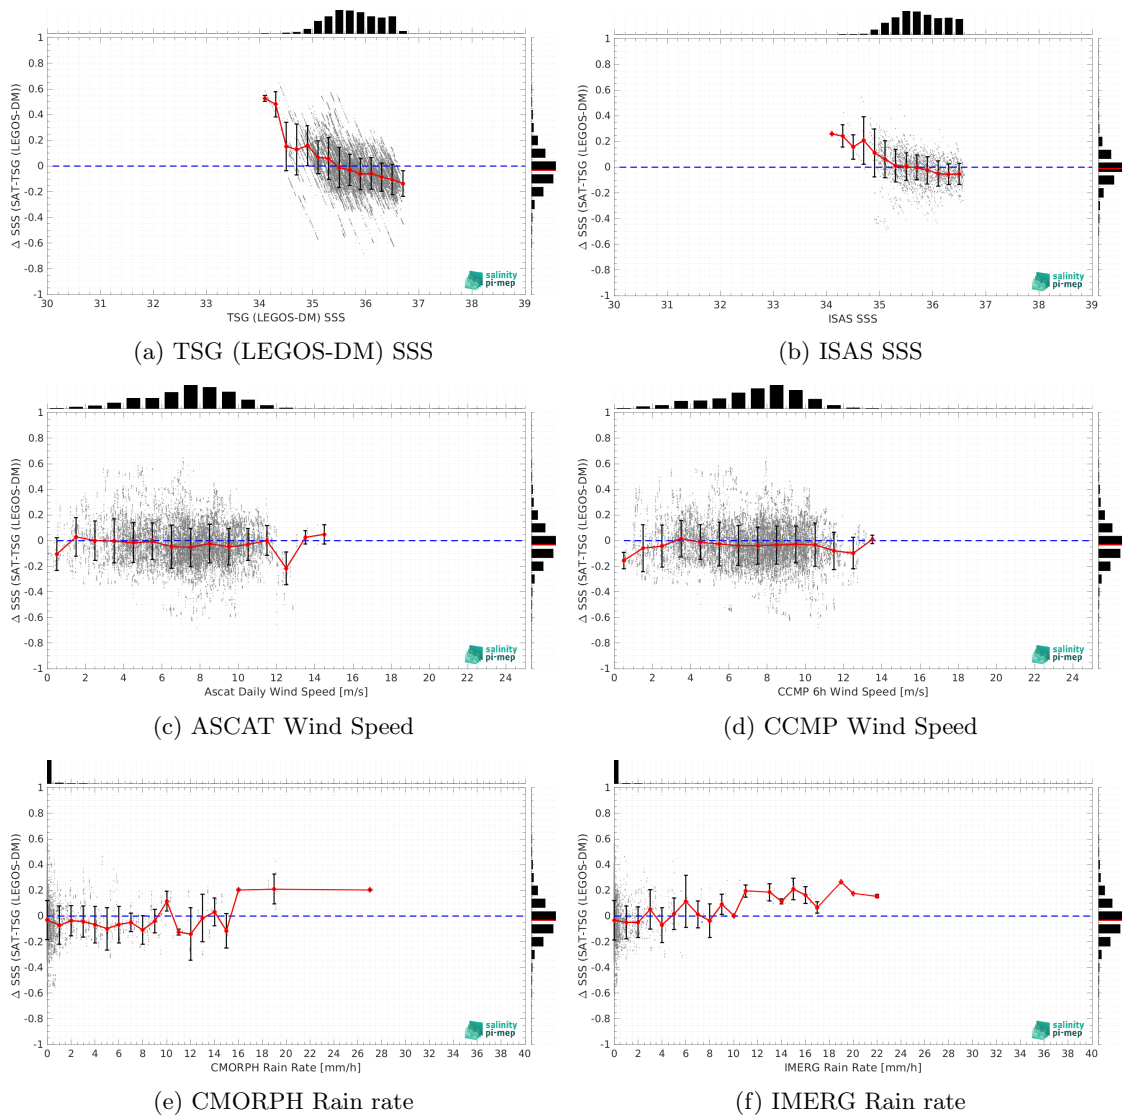 1
0.8
0.6
0.4
0.2
0
-0.2
-0.4
-0.6
-0.8
-1
Δ SSS (SAT-TSG (LEGOS-DM))
30 31 32 33 34 35 36 37 38 39
TSG (LEGOS-DM) SSS
salinity
pi-mep
(a) TSG (LEGOS-DM) SSS
1
0.8
0.6
0.4
0.2
0
-0.2
-0.4
-0.6
-0.8
-1
Δ SSS (SAT-TSG (LEGOS-DM))
30 31 32 33 34 35 36 37 38 39
ISAS SSS
salinity
pi-mep
(b) ISAS SSS
1
0.8
0.6
0.4
0.2
0
-0.2
-0.4
-0.6
-0.8
-1
Δ SSS (SAT-TSG (LEGOS-DM))
0 2 4 6 8 10 12 14 16 18 20 22 24
Ascat Daily Wind Speed [m/s]
salinity
pi-mep
(c) ASCAT Wind Speed
1
0.8
0.6
0.4
0.2
0
-0.2
-0.4
-0.6
-0.8
-1
Δ SSS (SAT-TSG (LEGOS-DM))
0 2 4 6 8 10 12 14 16 18 20 22 24
CCMP 6h Wind Speed [m/s]
salinity
pi-mep
(d) CCMP Wind Speed
1
0.8
0.6
0.4
0.2
0
-0.2
-0.4
-0.6
-0.8
-1
Δ SSS (SAT-TSG (LEGOS-DM))
0 2 4 6 8 10 12 14 16 18 20 22 24 26 28 30 32 34 36 38 40
CMORPH Rain Rate [mm/h]
salinity
pi-mep
(e) CMORPH Rain rate
1
0.8
0.6
0.4
0.2
0
-0.2
-0.4
-0.6
-0.8
-1
Δ SSS (SAT-TSG (LEGOS-DM))
0 2 4 6 8 10 12 14 16 18 20 22 24 26 28 30 32 34 36 38 40
IMERG Rain Rate [mm/h]
salinity
pi-mep
(f) IMERG Rain rate